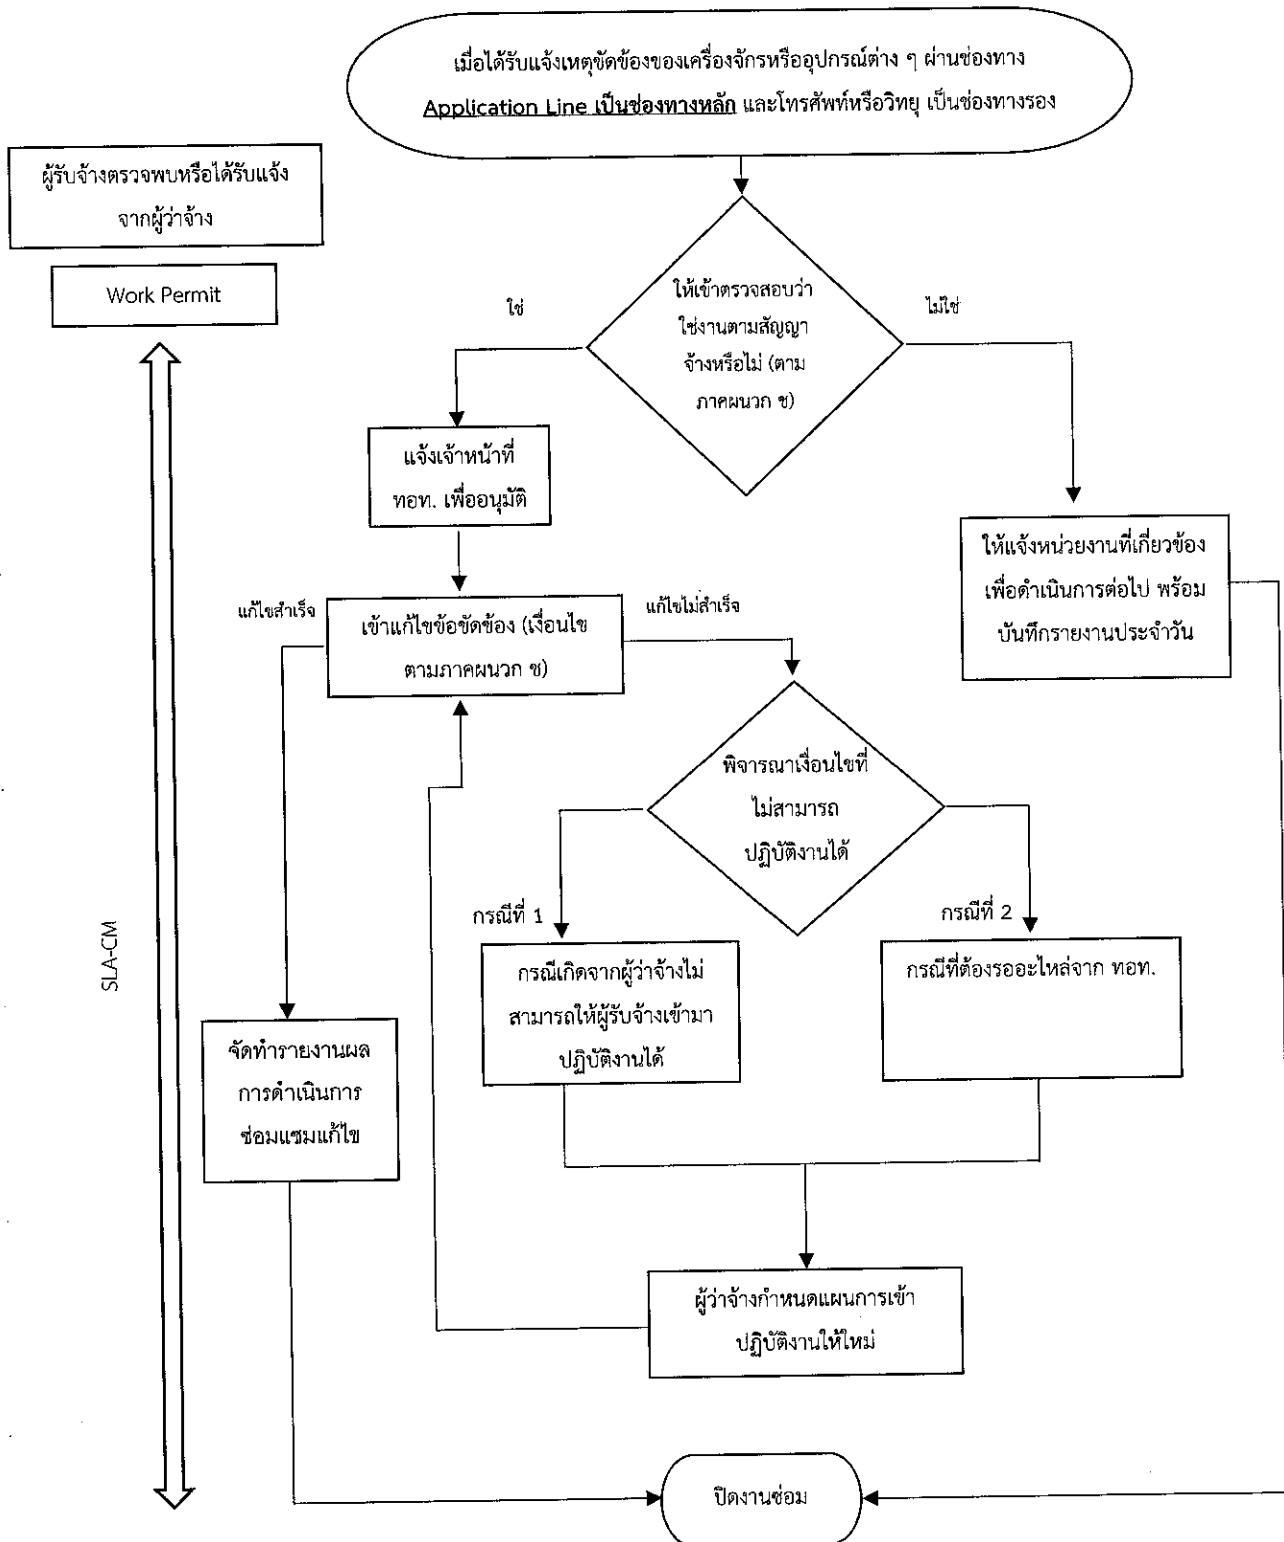 เมื่อได้รับแจ้งเหตุขัดข้องของเครื่องจักรหรืออุปกรณ์ต่าง ๆ ผ่านช่องทาง
Application Line เป็นช่องทางหลัก และโทรศัพท์หรือวิทยุ เป็นช่องทางรอง
ผู้รับจ้างตรวจพบหรือได้รับแจ้ง
จากผู้ว่าจ้าง
Work Permit
SLA-CM
ให้เข้าตรวจสอบว่า
ใช่งานตามสัญญา
จ้างหรือไม่ (ตาม
ภาคผนวก ช)
ใช่
ไม่ใช่
แจ้งเจ้าหน้าที่
ทอท. เพื่ออนุมัติ
ให้แจ้งหน่วยงานที่เกี่ยวข้อง
เพื่อดำเนินการต่อไป พร้อม
บันทึกรายงานประจำวัน
แก้ไขสำเร็จ
เข้าแก้ไขข้อขัดข้อง (เงื่อนไข
ตามภาคผนวก ช)
แก้ไขไม่สำเร็จ
พิจารณาเงื่อนไขที่
ไม่สามารถ
ปฏิบัติงานได้
กรณีที่ 1
กรณีที่ 2
กรณีเกิดจากผู้ว่าจ้างไม่
สามารถให้ผู้รับจ้างเข้ามา
ปฏิบัติงานได้
กรณีที่ต้องรออะไหล่จาก ทอท.
จัดทำรายงานผล
การดำเนินการ
ซ่อมแซมแก้ไข
ผู้ว่าจ้างกำหนดแผนการเข้า
ปฏิบัติงานให้ใหม่
ปิดงานซ่อม